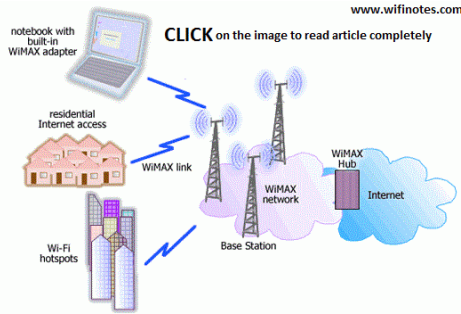 www.wifinotes.com
notebook with
built-in
WiMAX adapter
CLICK on the image to read article completely
residential
Internet access
WiMAX link
WiMAX
network
WiMAX
Hub
Internet
Base Station
Wi-Fi
hotspots